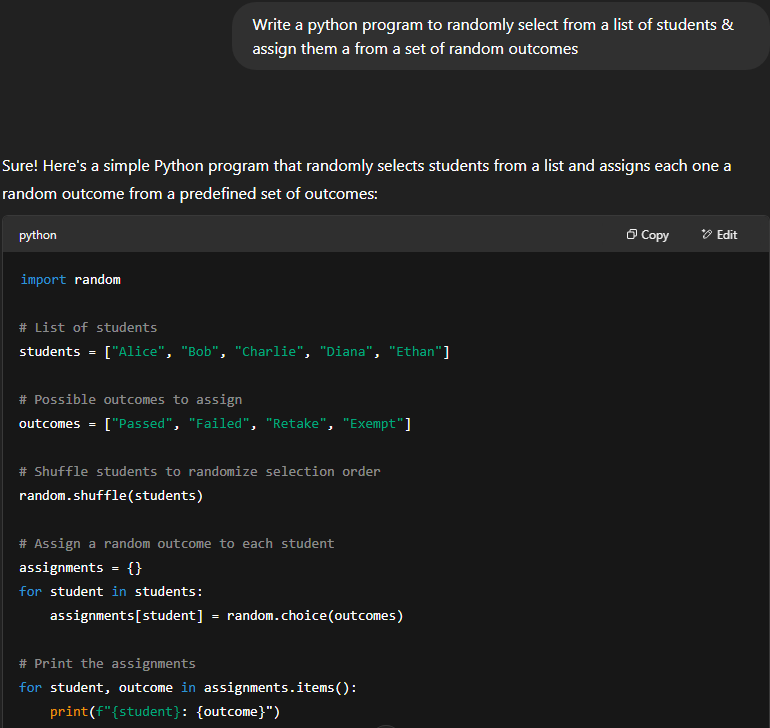 Write a python program to randomly select from a list of students &
assign them a from a set of random outcomes
Sure! Here's a simple Python program that randomly selects students from a list and assigns each one a
random outcome from a predefined set of outcomes:
python Copy Edit
import random
# List of students
students = ["Alice", "Bob", "Charlie", "Diana", "Ethan"]
# Possible outcomes to assign
outcomes = ["Passed", "Failed", "Retake", "Exempt"]
# Shuffle students to randomize selection order
random.shuffle(students)
# Assign a random outcome to each student
assignments = {}
for student in students:
    assignments[student] = random.choice(outcomes)
# Print the assignments
for student, outcome in assignments.items():
    print(f"{student}: {outcome}")